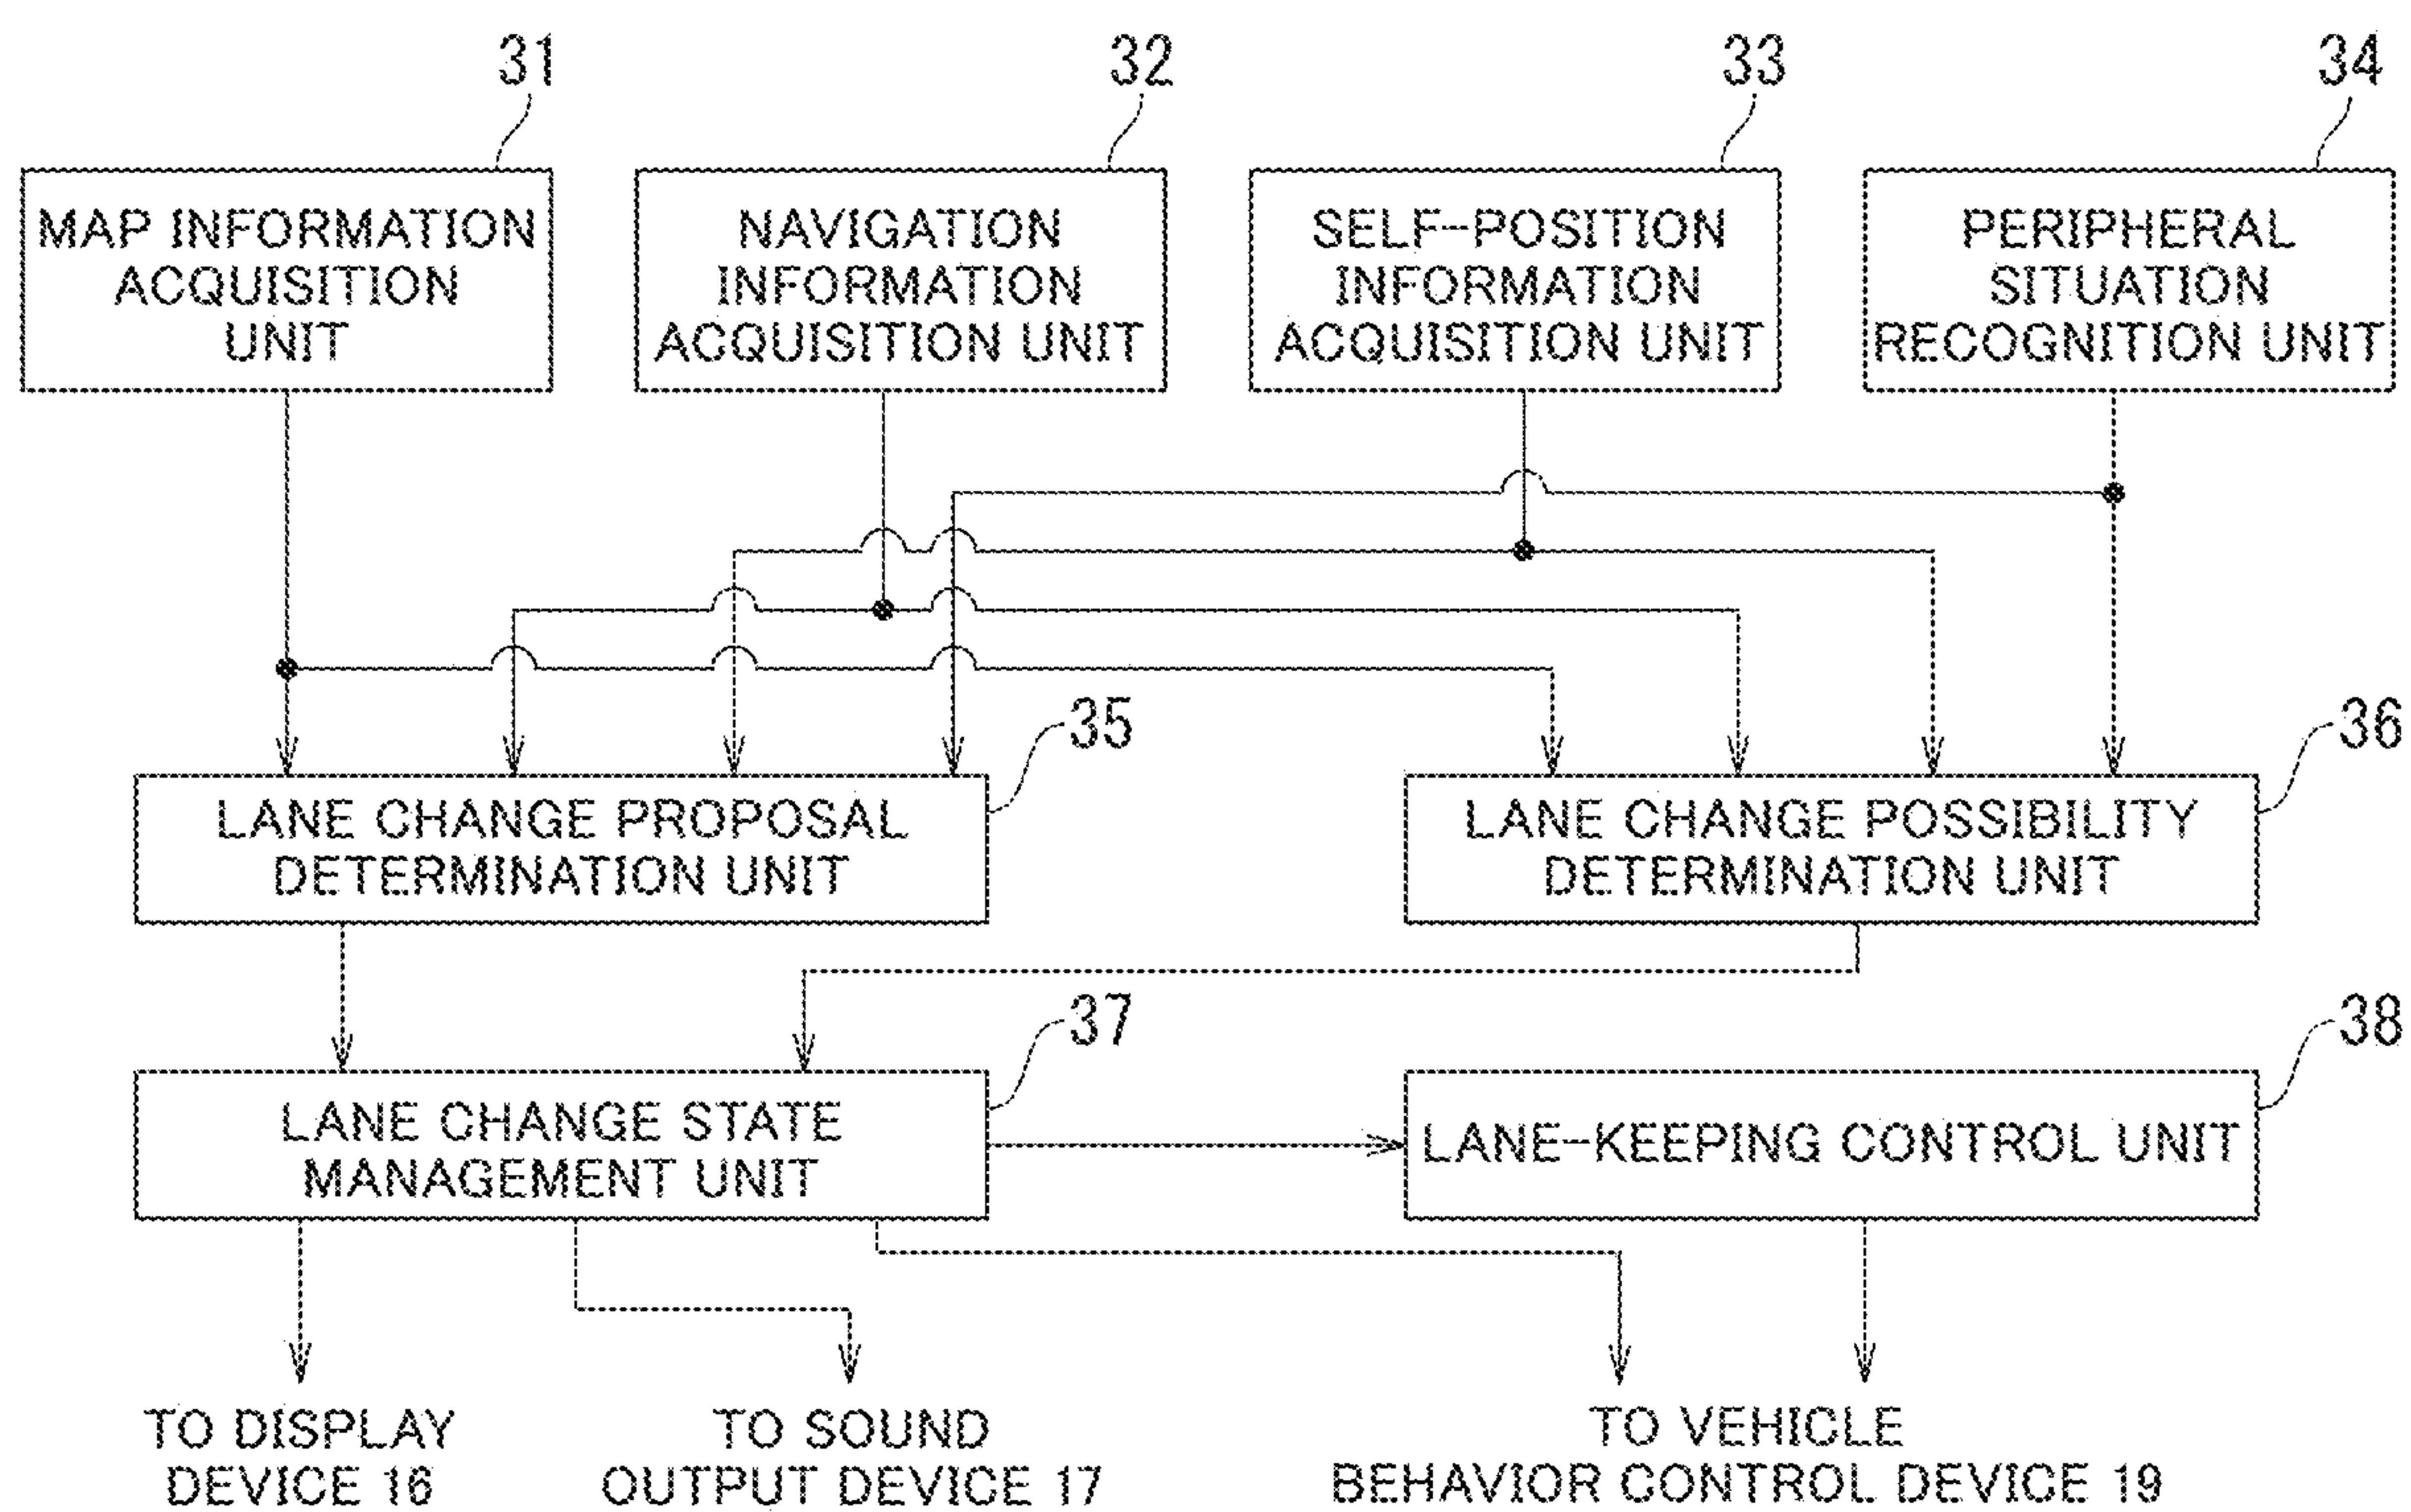 31
32
33
34
MAP INFORMATION
ACQUISITION
UNIT
NAVIGATION
INFORMATION
ACQUISITION UNIT
SELF-POSITION
INFORMATION
ACQUISITION UNIT
PERIPHERAL
SITUATION
RECOGNITION UNIT
35
36
LANE CHANGE PROPOSAL
DETERMINATION UNIT
LANE CHANGE POSSIBILITY
DETERMINATION UNIT
37
38
LANE CHANGE STATE
MANAGEMENT UNIT
LANE-KEEPING CONTROL UNIT
TO DISPLAY
DEVICE 16
TO SOUND
OUTPUT DEVICE 17
TO VEHICLE
BEHAVIOR CONTROL DEVICE 19